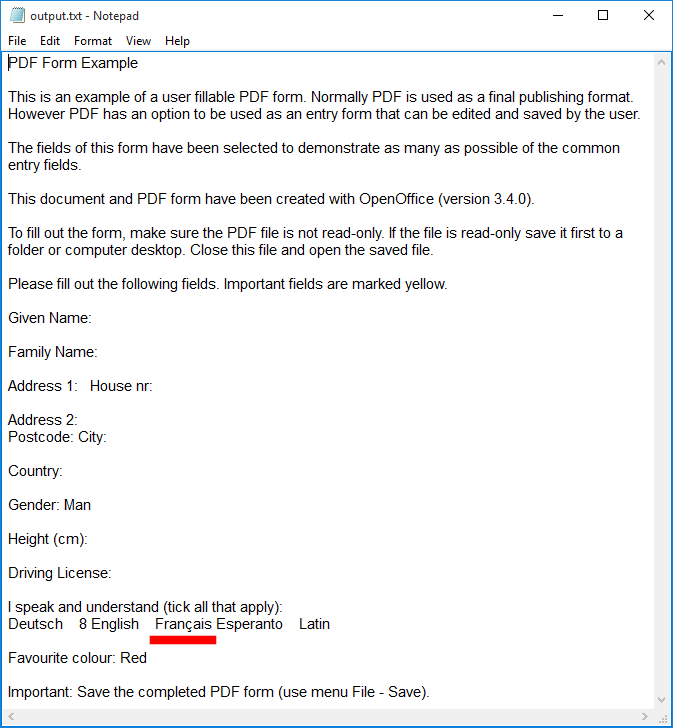 output.txt - Notepad
File Edit Format View Help
PDF Form Example
This is an example of a user fillable PDF form. Normally PDF is used as a final publishing format.
However PDF has an option to be used as an entry form that can be edited and saved by the user.
The fields of this form have been selected to demonstrate as many as possible of the common
entry fields.
This document and PDF form have been created with OpenOffice (version 3.4.0).
To fill out the form, make sure the PDF file is not read-only. If the file is read-only save it first to a
folder or computer desktop. Close this file and open the saved file.
Please fill out the following fields. Important fields are marked yellow.
Given Name:
Family Name:
Address 1:   House nr:
Address 2:
Postcode: City:
Country:
Gender: Man
Height (cm):
Driving License:
I speak and understand (tick all that apply):
Deutsch    8 English    Français Esperanto    Latin
Favourite colour: Red
Important: Save the completed PDF form (use menu File - Save).